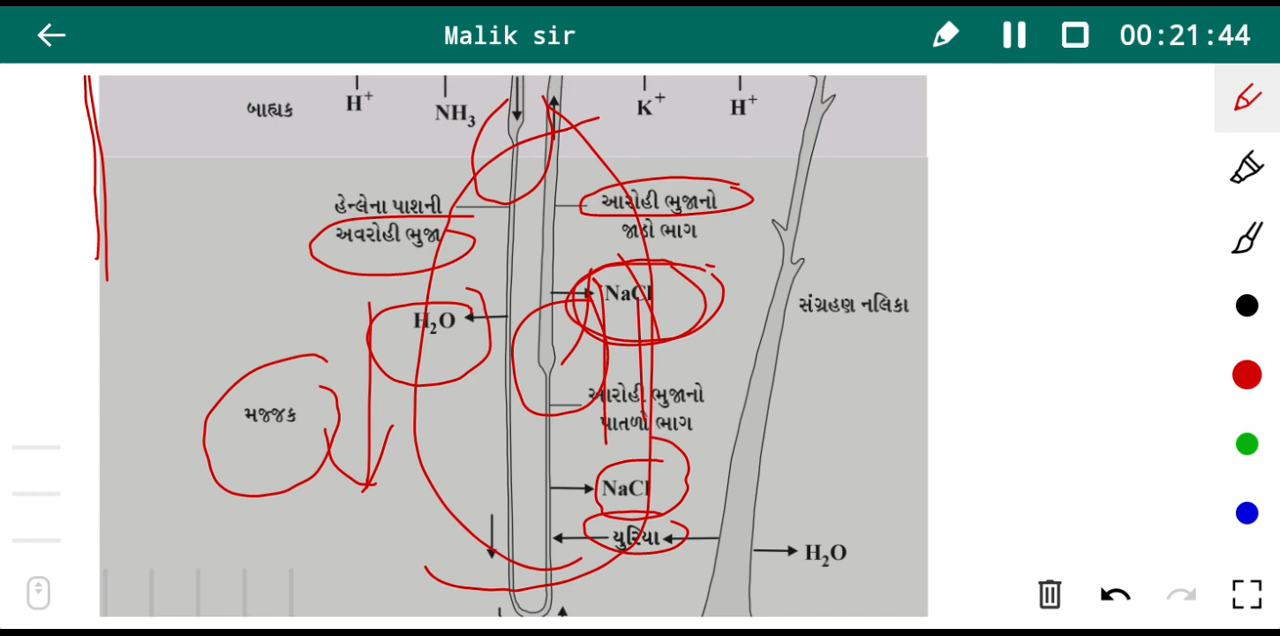 Malik sir
00:21:44
બાહ્યક
H⁺
NH₃
K⁺
H⁺
હેન્લેના પાશની
અવરોહી ભુજા
આરોહી ભુજાનો
જાડો ભાગ
NaCl
સંગ્રહણ નલિકા
H₂O
આરોહી ભુજાનો
પાતળો ભાગ
મજ્જક
NaCl
યુરિયા
H₂O